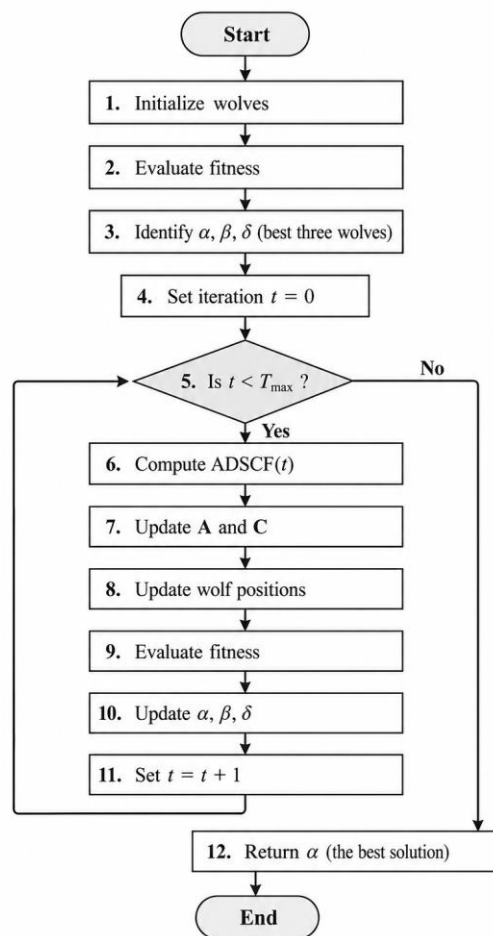 Start
1. Initialize wolves
2. Evaluate fitness
3. Identify α, β, δ (best three wolves)
4. Set iteration t = 0
5. Is t < Tmax ?
No
Yes
6. Compute ADSCF(t)
7. Update A and C
8. Update wolf positions
9. Evaluate fitness
10. Update α, β, δ
11. Set t = t + 1
12. Return α (the best solution)
End